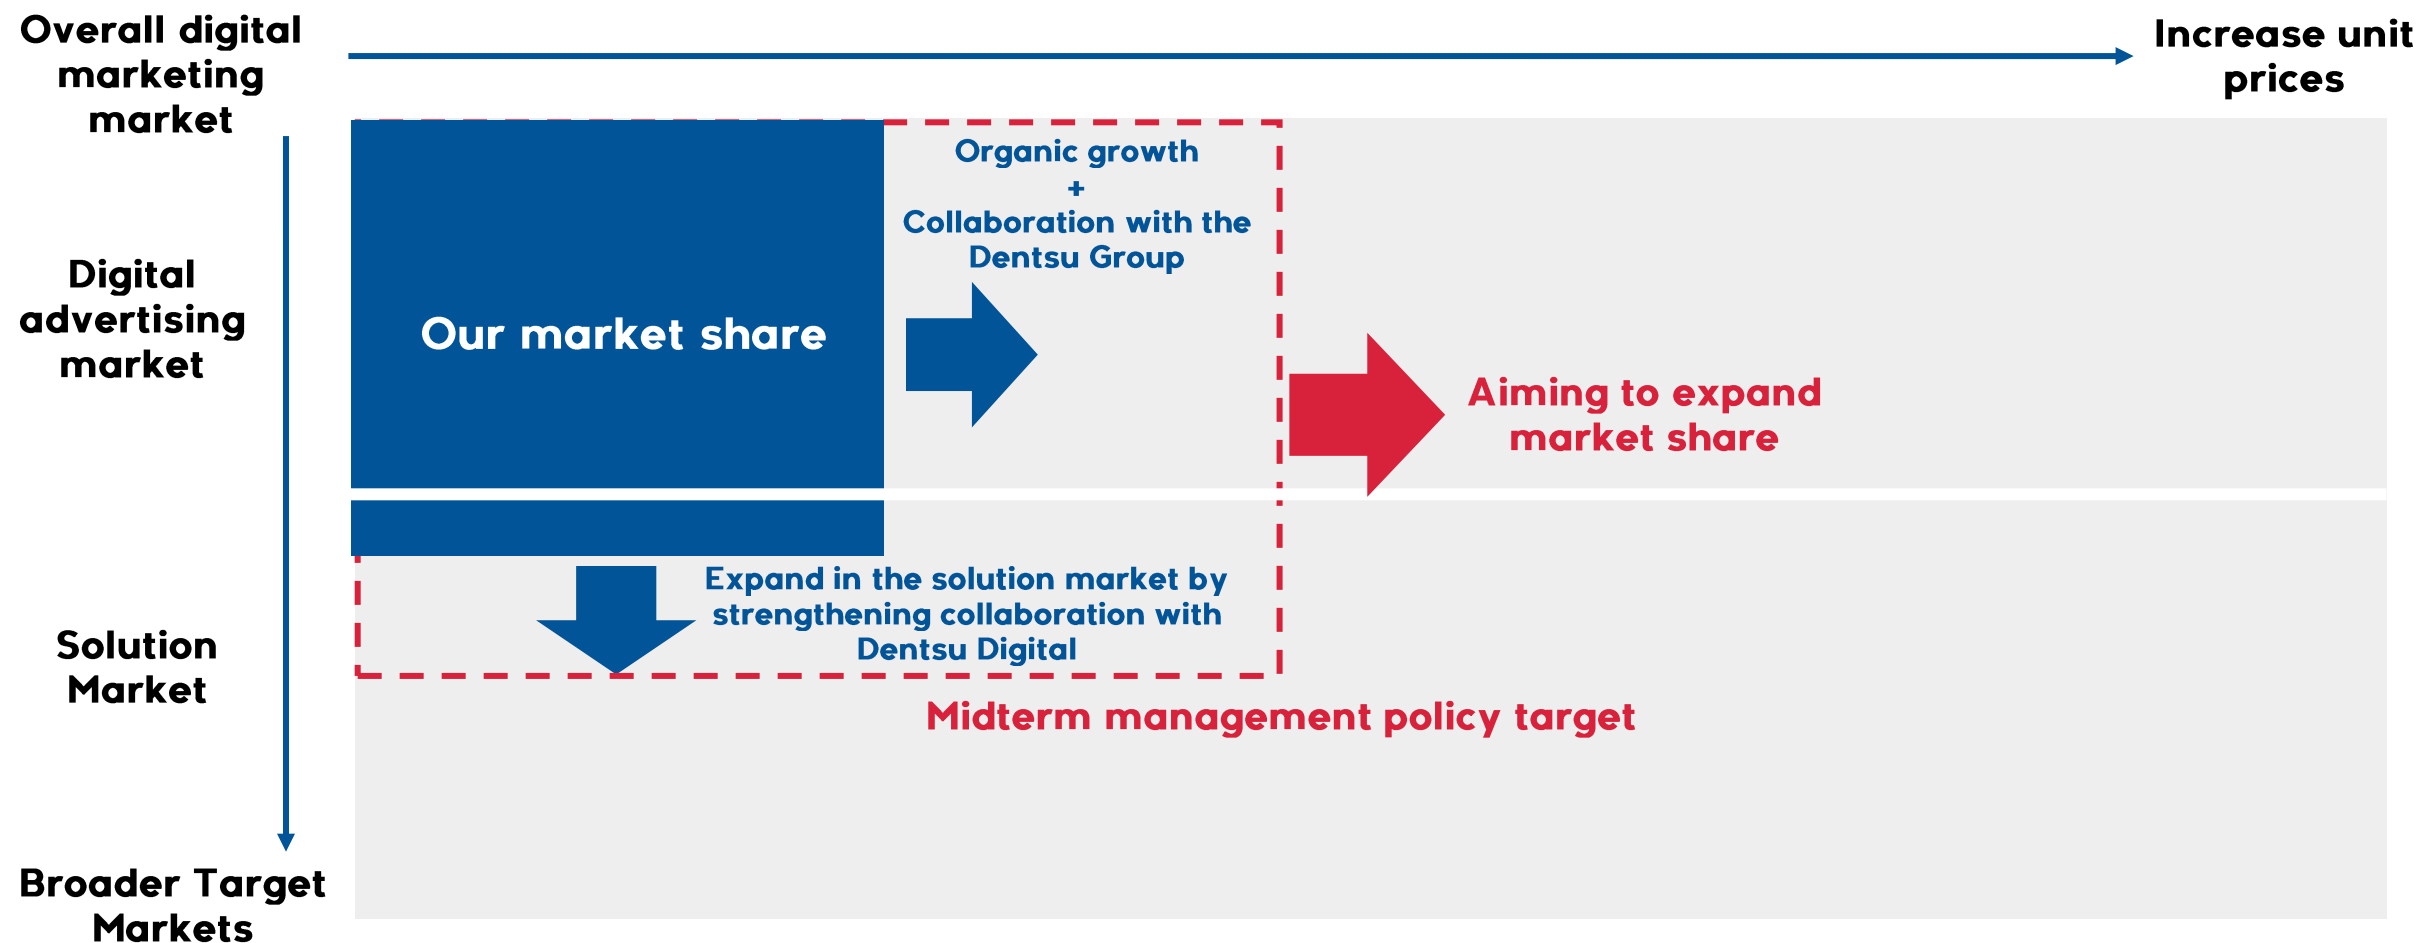 Overall digital
marketing
market
Increase unit
prices
Organic growth
+
Collaboration with the
Dentsu Group
Digital
advertising
market
Our market share
Aiming to expand
market share
Expand in the solution market by
strengthening collaboration with
Dentsu Digital
Solution
Market
Midterm management policy target
Broader Target
Markets